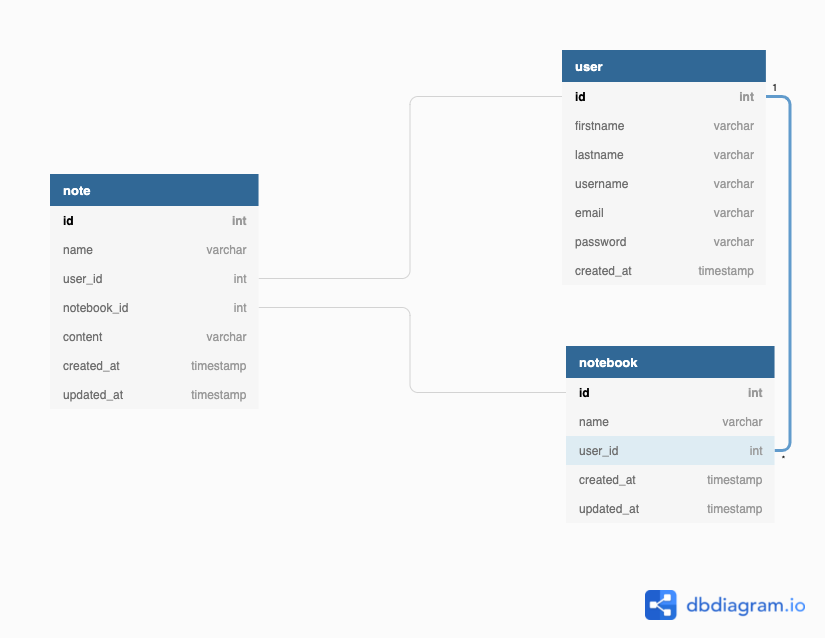 user
1
id int
firstname varchar
lastname varchar
username varchar
email varchar
password varchar
created_at timestamp
note
id int
name varchar
user_id int
notebook_id int
content varchar
created_at timestamp
updated_at timestamp
notebook
id int
name varchar
user_id int
*
created_at timestamp
updated_at timestamp
dbdiagram.io